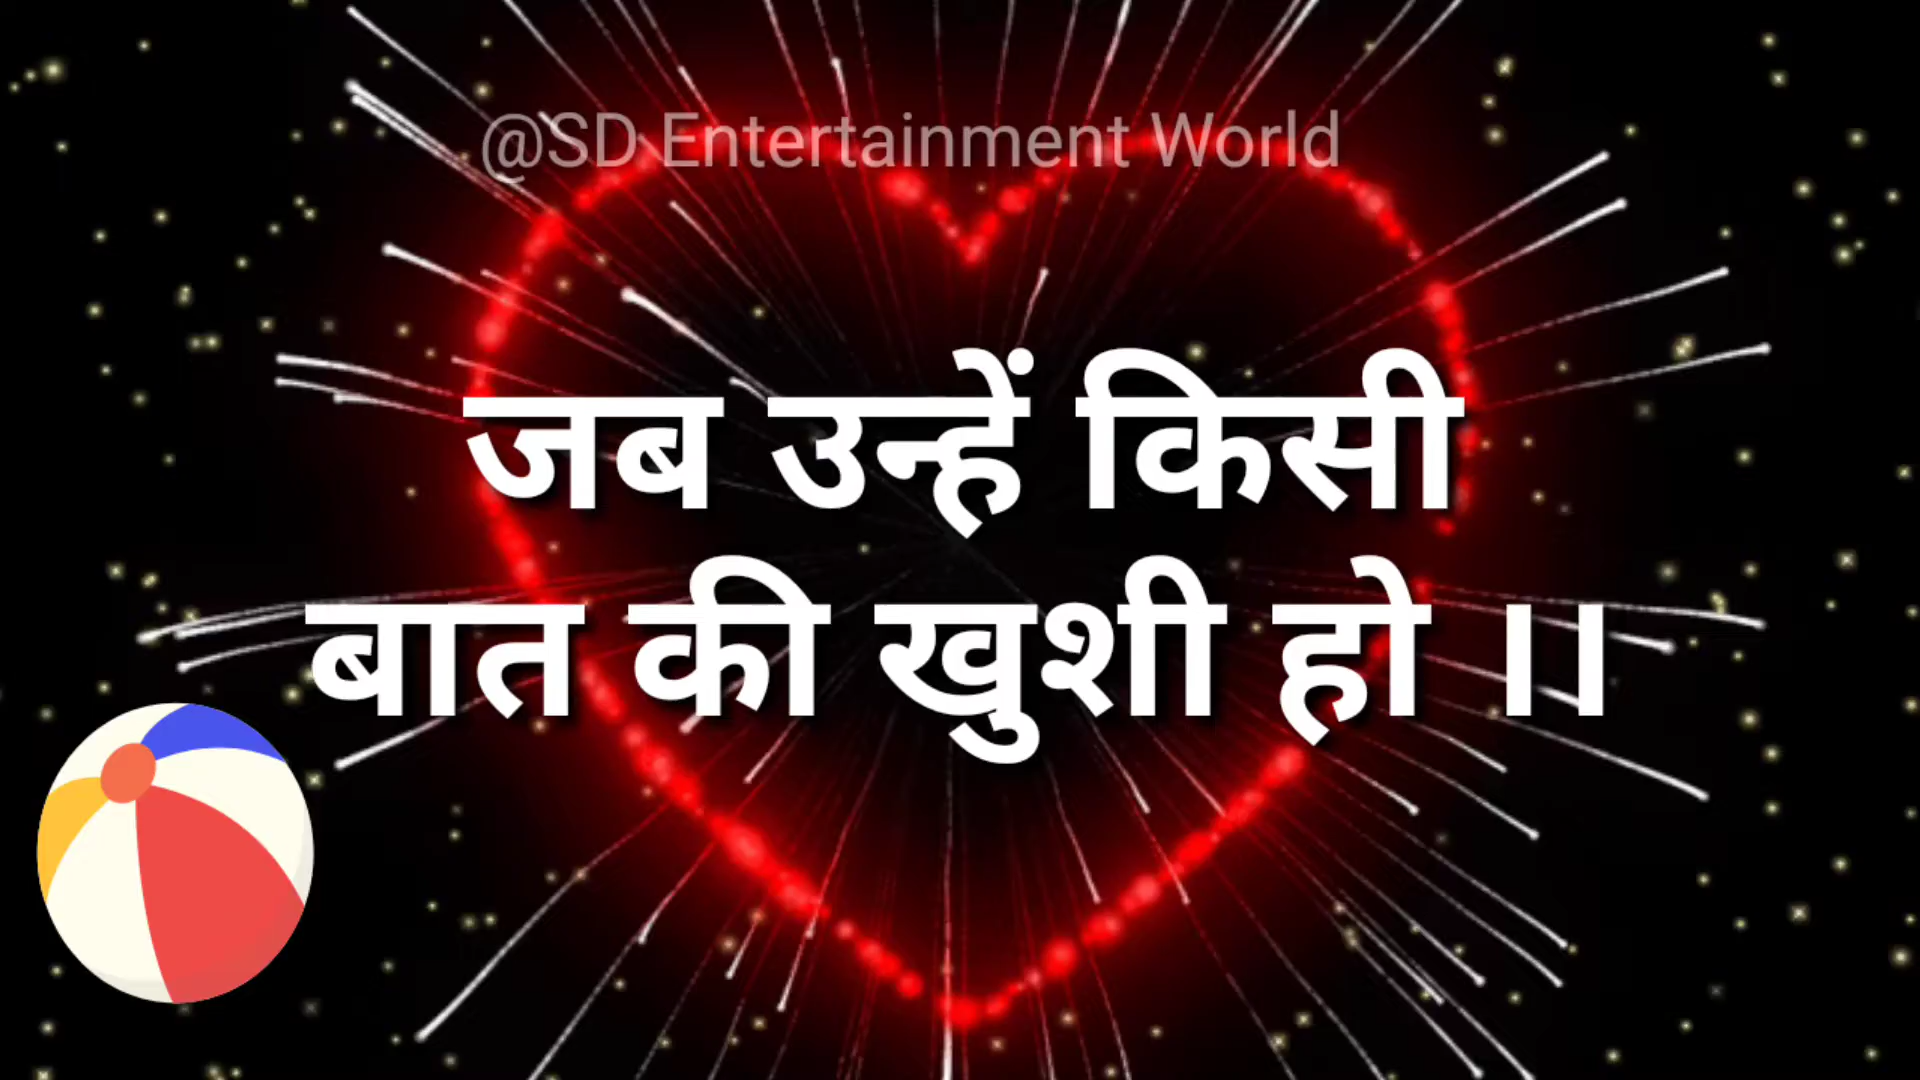 @SD Entertainment World
जब उन्हें किसी
बात की खुशी हो ।।